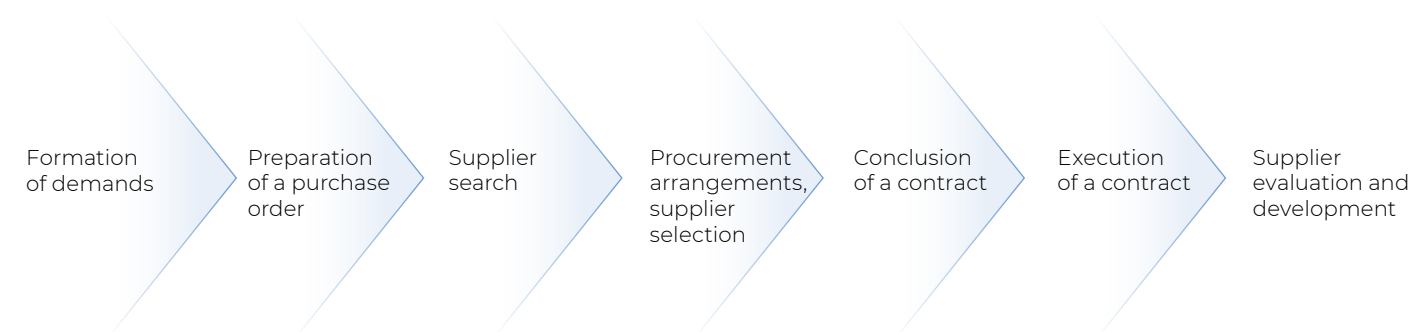 Formation
of demands
Preparation
of a purchase
order
Supplier
search
Procurement
arrangements,
supplier
selection
Conclusion
of a contract
Execution
of a contract
Supplier
evaluation and
development